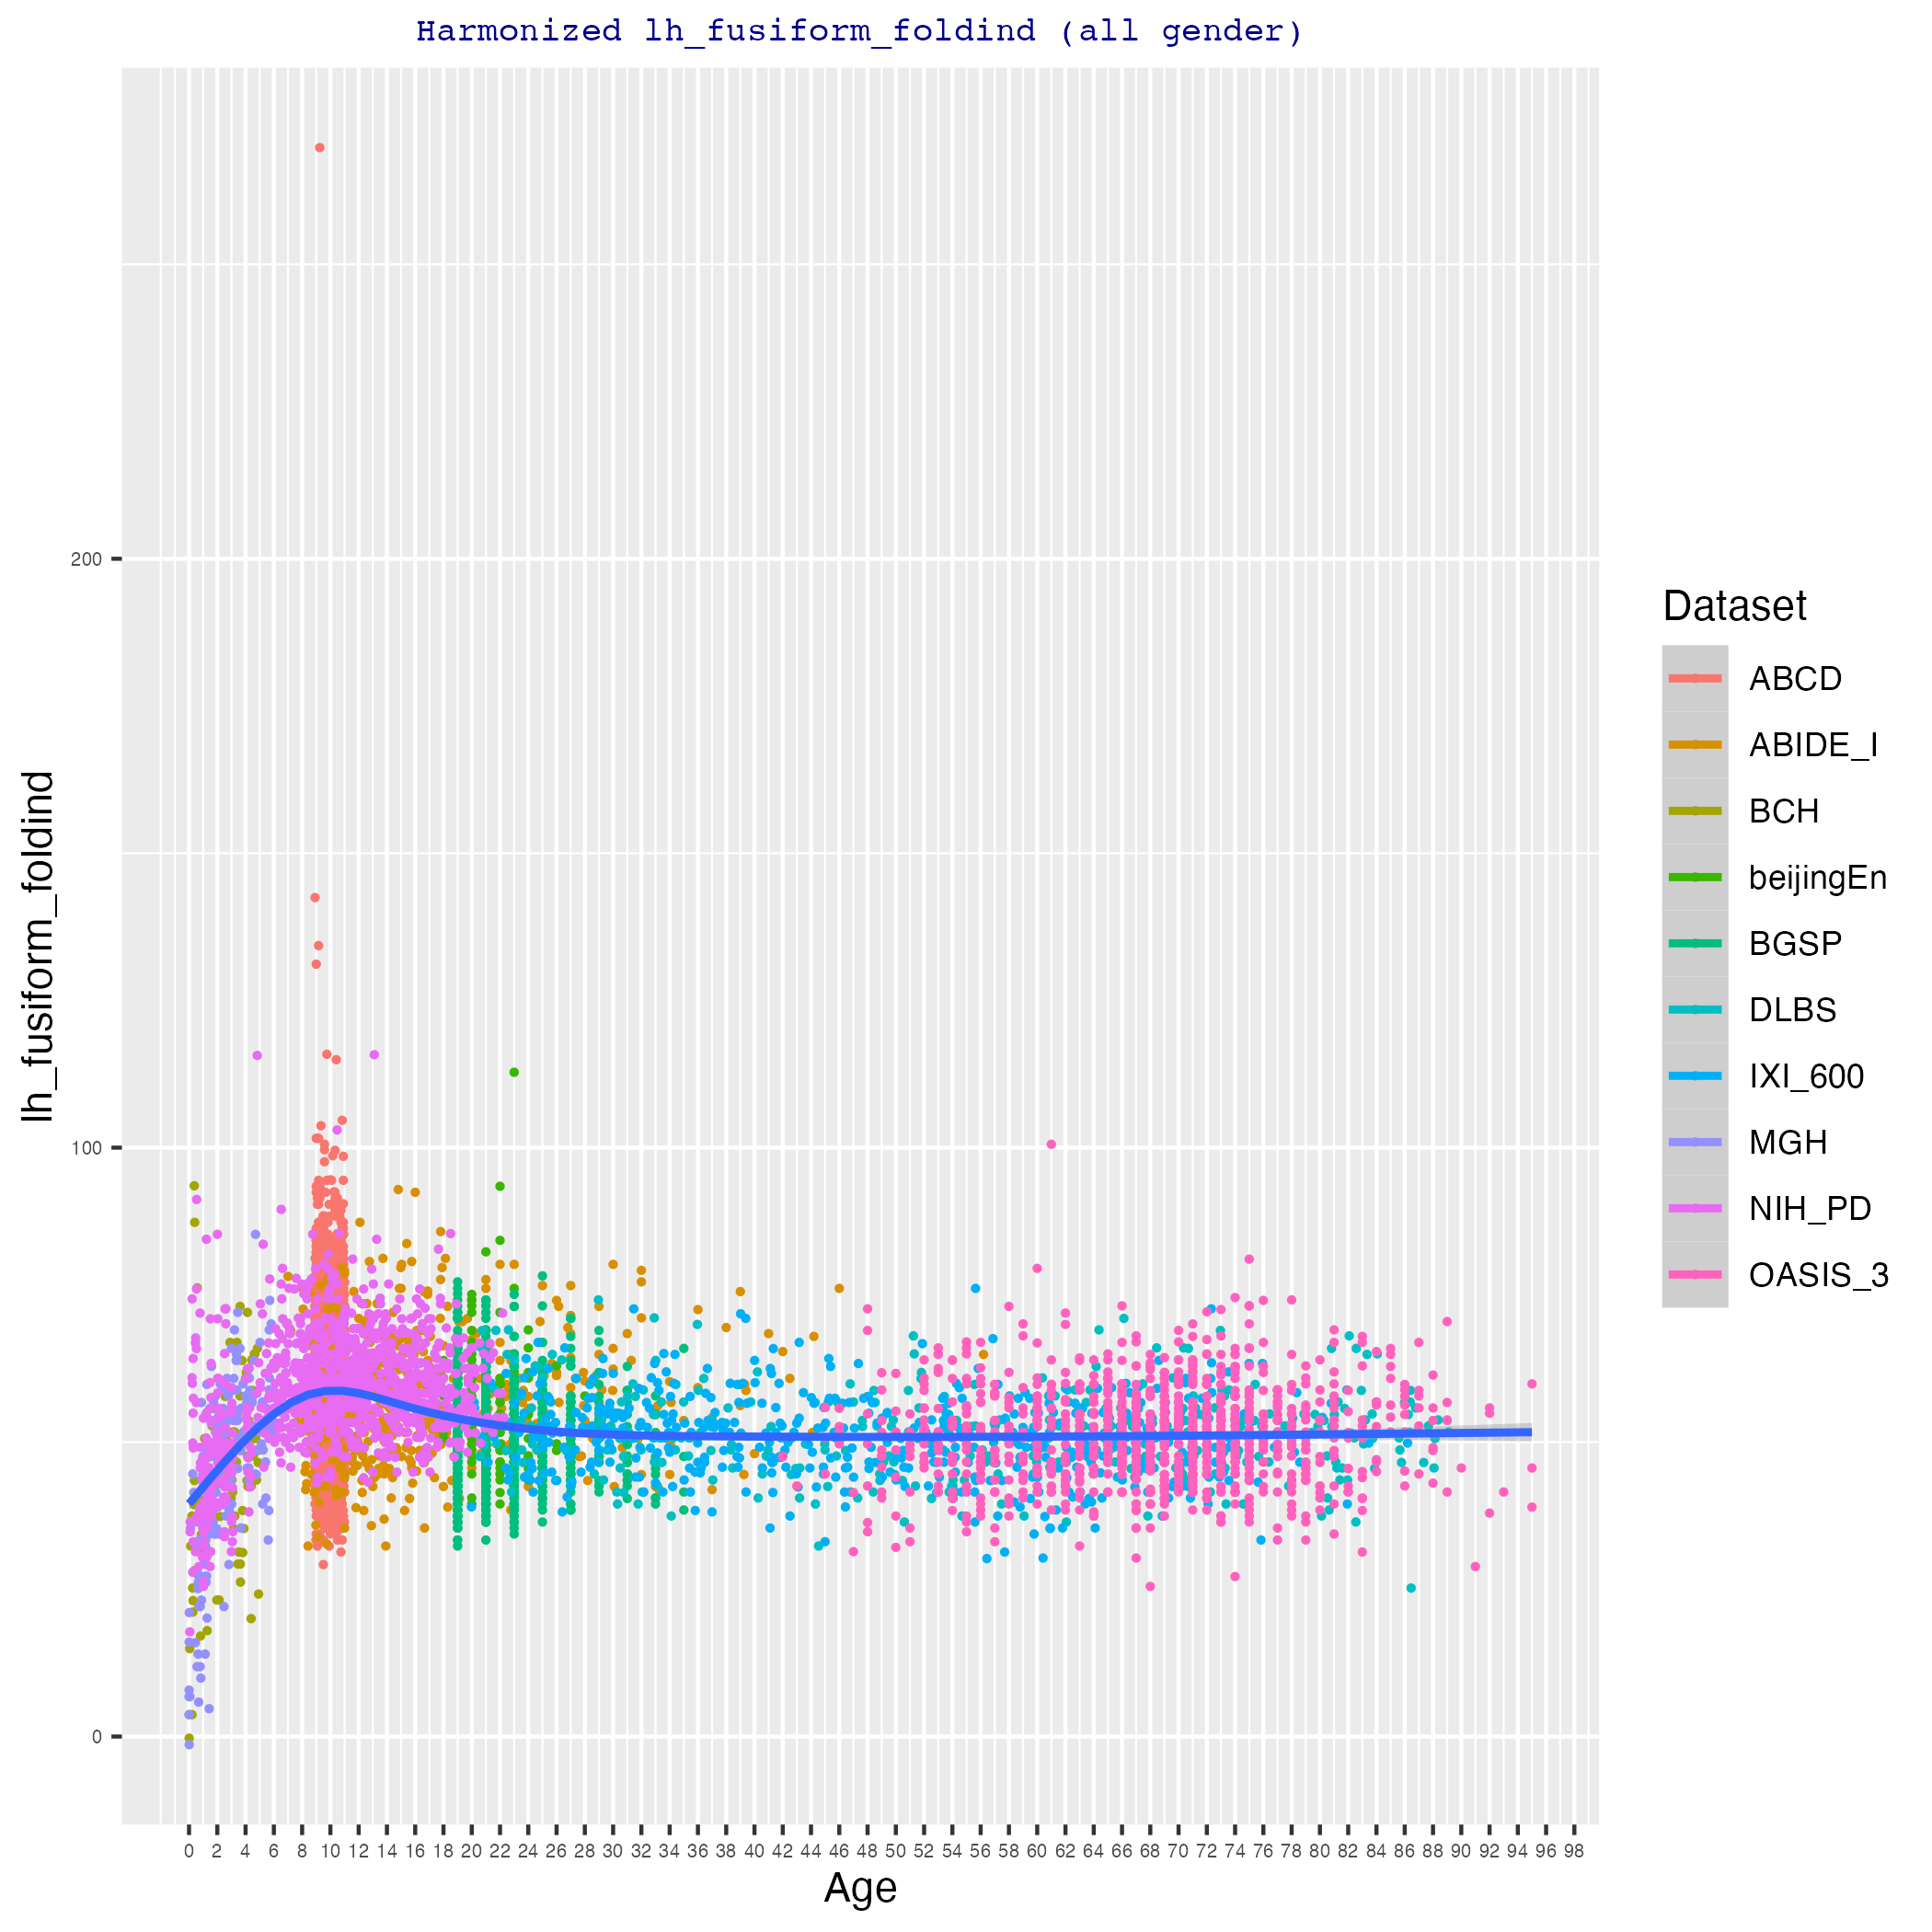 Harmonized lh_fusiform_foldind (all gender)
lh_fusiform_foldind
200
100
0
0 2 4 6 8 10 12 14 16 18 20 22 24 26 28 30 32 34 36 38 40 42 44 46 48 50 52 54 56 58 60 62 64 66 68 70 72 74 76 78 80 82 84 86 88 90 92 94 96 98
Age
Dataset
ABCD
ABIDE_I
BCH
beijingEn
BGSP
DLBS
IXI_600
MGH
NIH_PD
OASIS_3